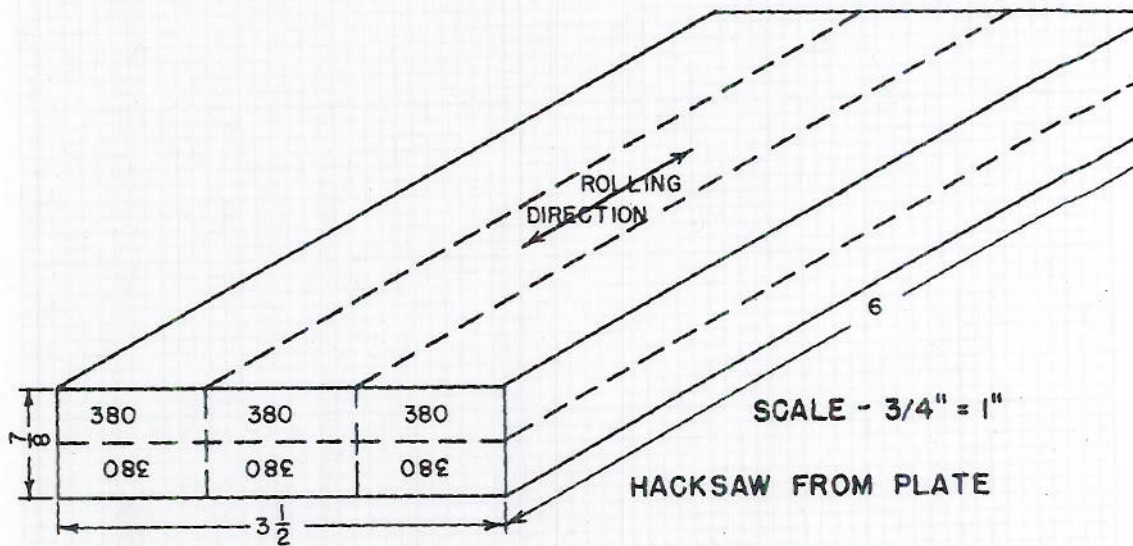 ROLLING
DIRECTION
6
380 380 380
380 380 380
7/8
3 1/2
SCALE - 3/4" = 1"
HACKSAW FROM PLATE